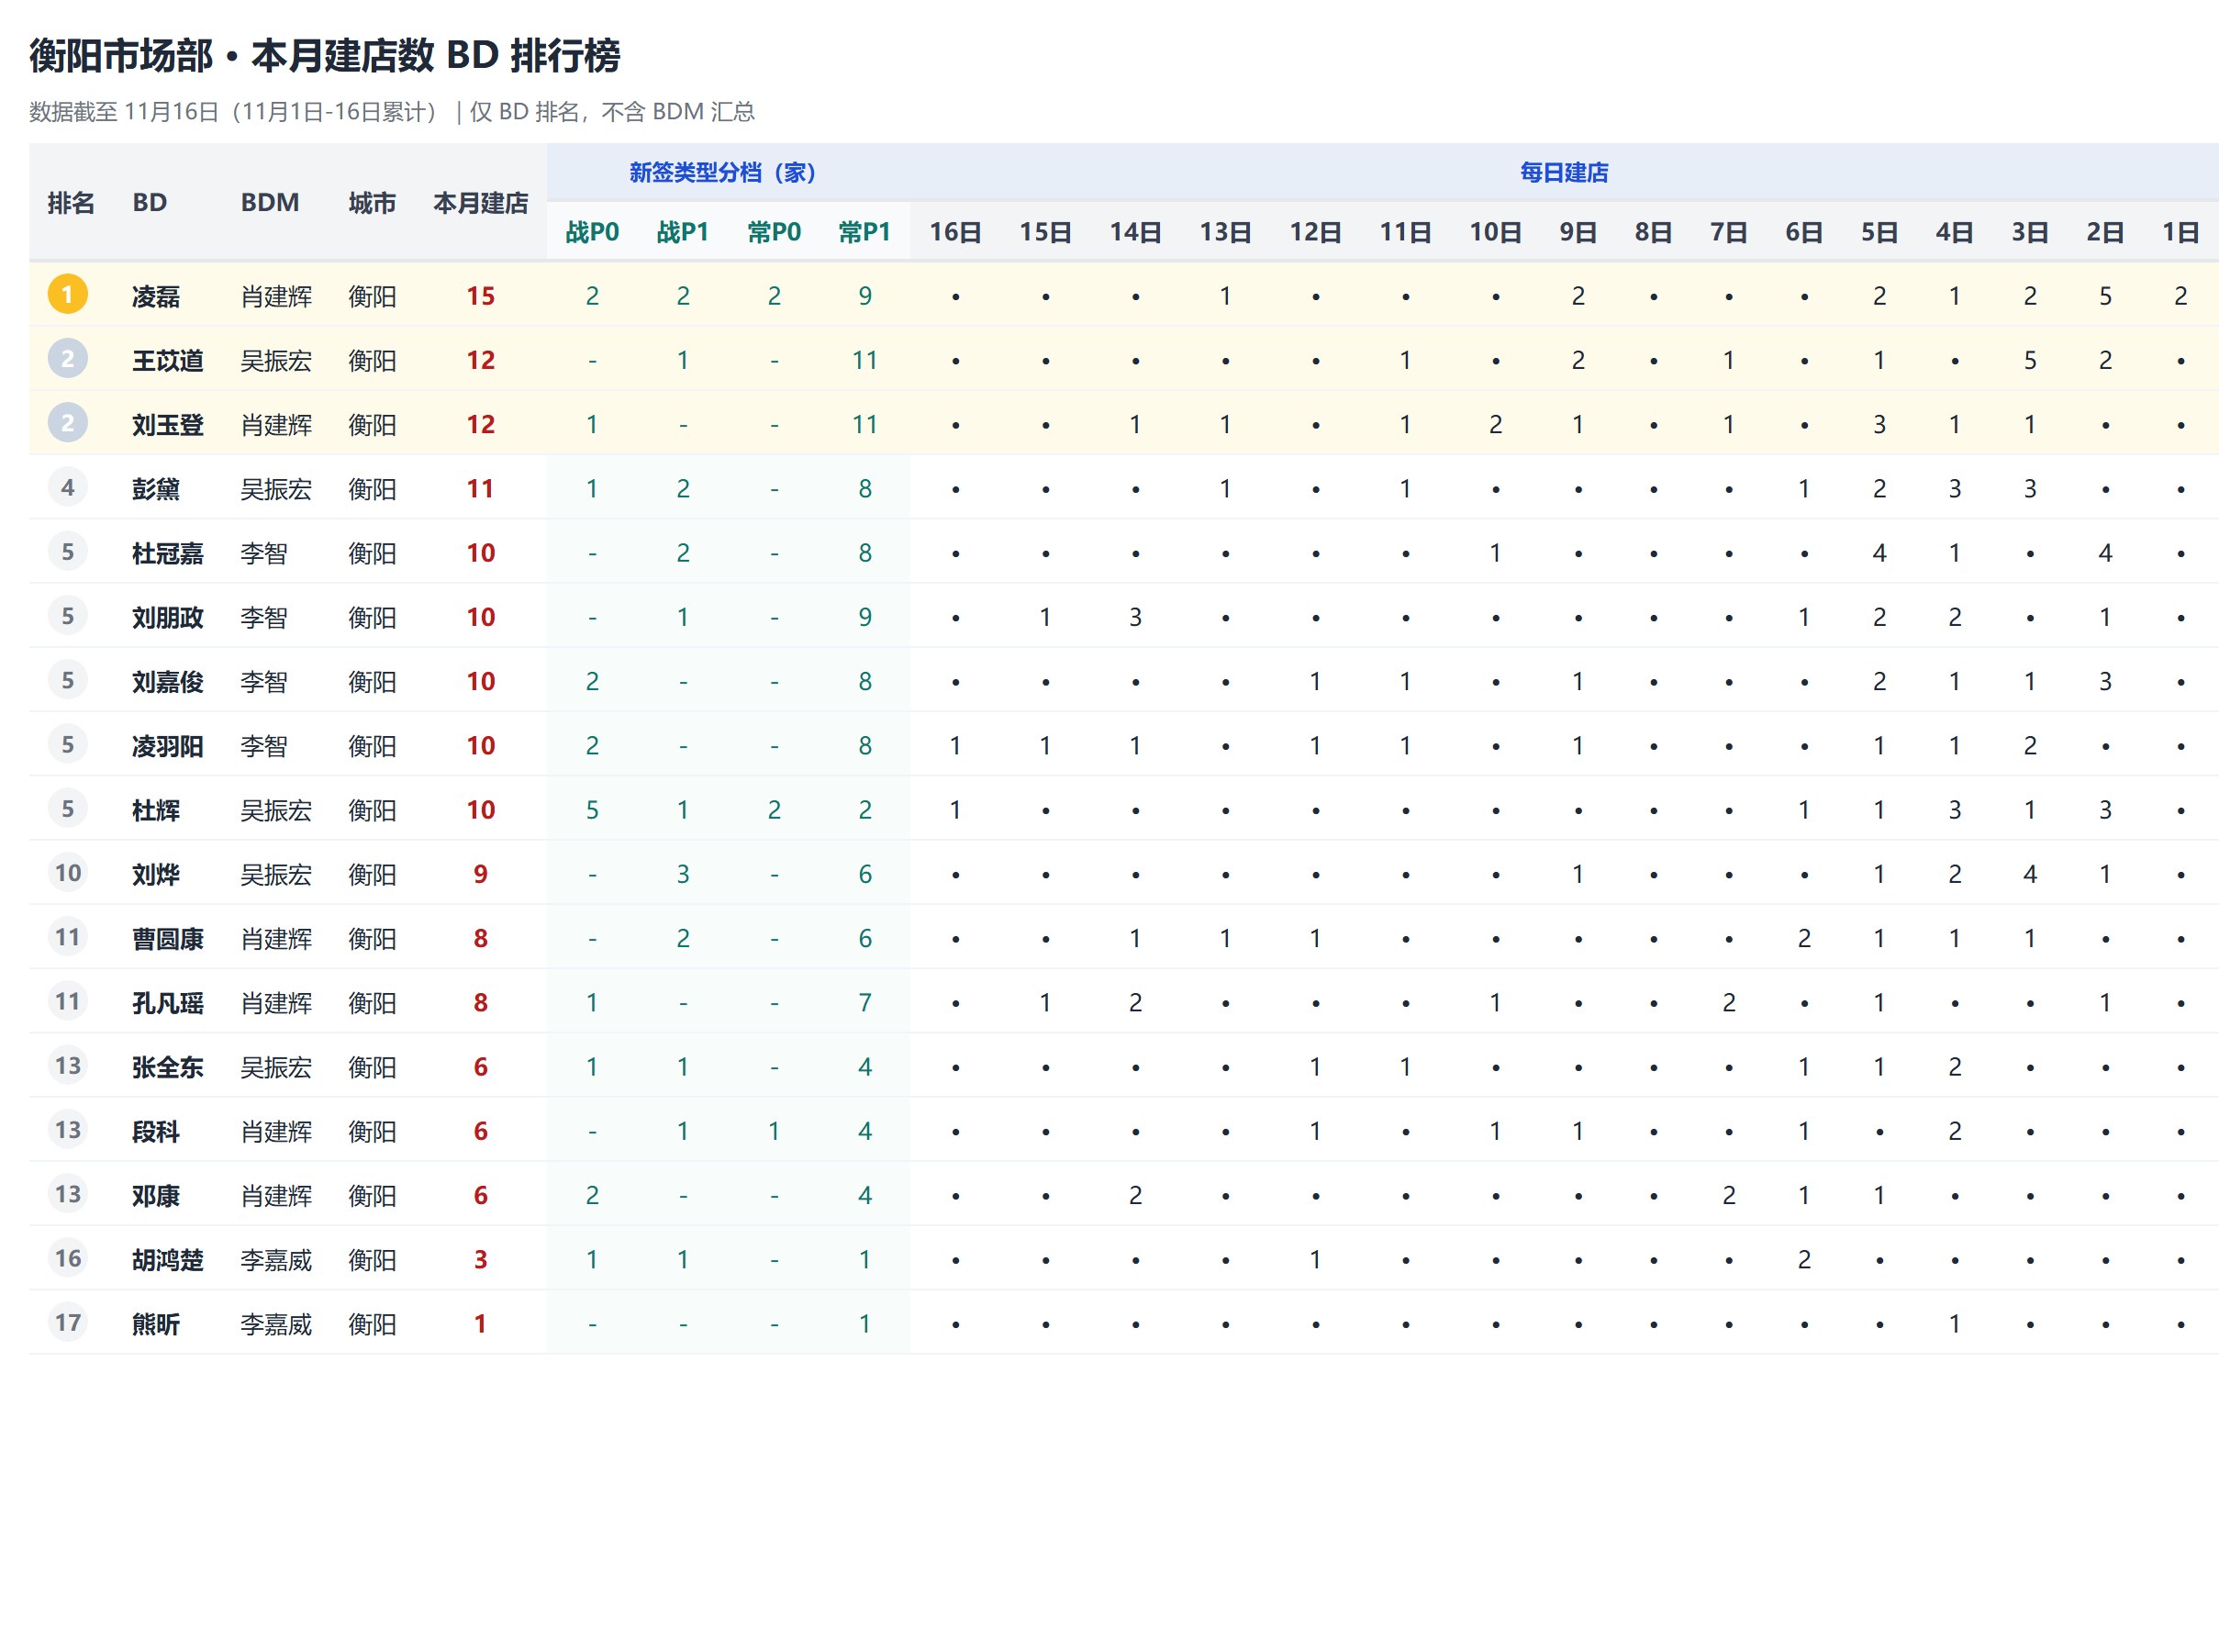 衡阳市场部 • 本月建店数 BD 排行榜
数据截至 11月16日（11月1日-16日累计） | 仅 BD 排名，不含 BDM 汇总
排名 BD BDM 城市 本月建店 新签类型分档（家） 每日建店
战P0 战P1 常P0 常P1 16日 15日 14日 13日 12日 11日 10日 9日 8日 7日 6日 5日 4日 3日 2日 1日
1 凌磊 肖建辉 衡阳 15 2 2 2 9 • • • 1 • • • 2 • • • 2 1 2 5 2
2 王苡道 吴振宏 衡阳 12 - 1 - 11 • • • • • 1 • 2 • 1 • 1 • 5 2 •
2 刘玉登 肖建辉 衡阳 12 1 - - 11 • • 1 1 • 1 2 1 • 1 • 3 1 1 • •
4 彭黛 吴振宏 衡阳 11 1 2 - 8 • • • 1 • 1 • • • • 1 2 3 3 • •
5 杜冠嘉 李智 衡阳 10 - 2 - 8 • • • • • • 1 • • • • 4 1 • 4 •
5 刘朋政 李智 衡阳 10 - 1 - 9 • 1 3 • • • • • • • 1 2 2 • 1 •
5 刘嘉俊 李智 衡阳 10 2 - - 8 • • • • 1 1 • 1 • • • 2 1 1 3 •
5 凌羽阳 李智 衡阳 10 2 - - 8 1 1 1 • 1 1 • 1 • • • 1 1 2 • •
5 杜辉 吴振宏 衡阳 10 5 1 2 2 1 • • • • • • • • • 1 1 3 1 3 •
10 刘烨 吴振宏 衡阳 9 - 3 - 6 • • • • • • • 1 • • • 1 2 4 1 •
11 曹圆康 肖建辉 衡阳 8 - 2 - 6 • • 1 1 1 • • • • • 2 1 1 1 • •
11 孔凡瑶 肖建辉 衡阳 8 1 - - 7 • 1 2 • • • 1 • • 2 • 1 • • 1 •
13 张全东 吴振宏 衡阳 6 1 1 - 4 • • • • 1 1 • • • • 1 1 2 • • •
13 段科 肖建辉 衡阳 6 - 1 1 4 • • • • 1 • 1 1 • • 1 • 2 • • •
13 邓康 肖建辉 衡阳 6 2 - - 4 • • 2 • • • • • • 2 1 1 • • • •
16 胡鸿楚 李嘉威 衡阳 3 1 1 - 1 • • • • 1 • • • • • 2 • • • • •
17 熊昕 李嘉威 衡阳 1 - - - 1 • • • • • • • • • • • • 1 • • •